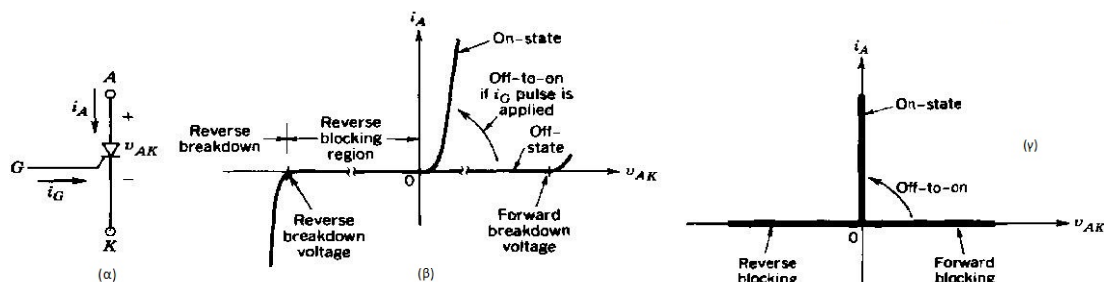 A
i_A
+
v_AK
G
i_G
−
K
(α)
i_A
On-state
Off-to-on
if i_G pulse is
applied
Reverse
breakdown
Reverse
blocking
region
Off-
state
0
v_AK
Reverse
breakdown
voltage
Forward
breakdown
voltage
(β)
i_A
On-state
(γ)
Off-to-on
0
v_AK
Reverse
blocking
Forward
blocking